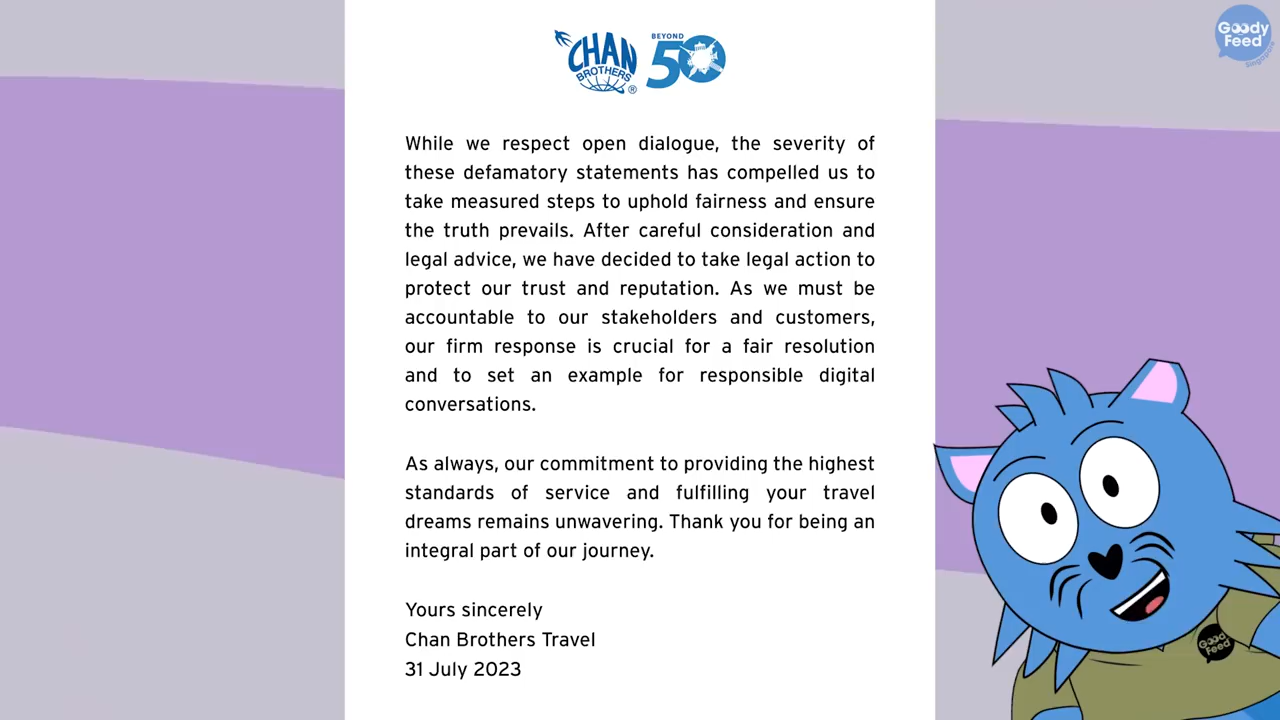 CHAN
BROTHERS
®
BEYOND
50
Goody
Feed
Singapore
While we respect open dialogue, the severity of
these defamatory statements has compelled us to
take measured steps to uphold fairness and ensure
the truth prevails. After careful consideration and
legal advice, we have decided to take legal action to
protect our trust and reputation. As we must be
accountable to our stakeholders and customers,
our firm response is crucial for a fair resolution
and to set an example for responsible digital
conversations.
As always, our commitment to providing the highest
standards of service and fulfilling your travel
dreams remains unwavering. Thank you for being an
integral part of our journey.
Yours sincerely
Chan Brothers Travel
31 July 2023
Goody
Feed